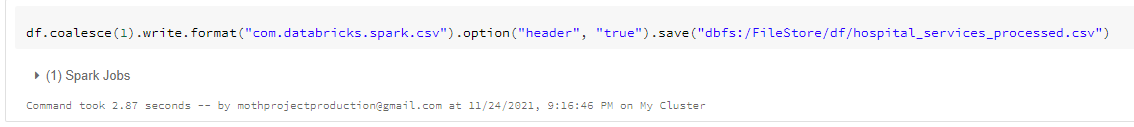 df.coalesce(1).write.format("com.databricks.spark.csv").option("header", "true").save("dbfs:/FileStore/df/hospital_services_processed.csv")
(1) Spark Jobs
Command took 2.87 seconds -- by mothprojectproduction@gmail.com at 11/24/2021, 9:16:46 PM on My Cluster